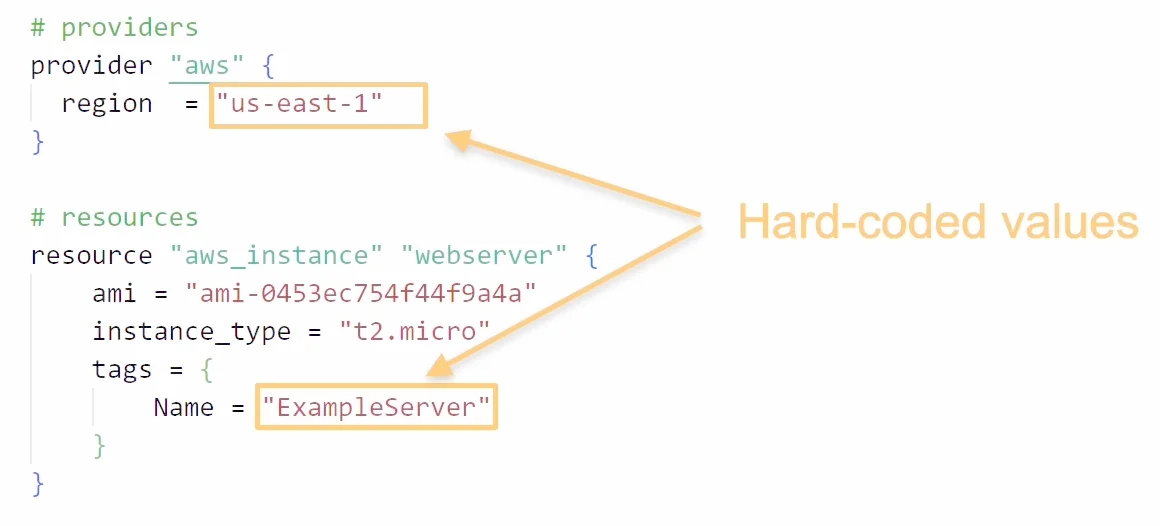 # providers
provider "aws" {
region = "us-east-1"
}
# resources
resource "aws_instance" "webserver" {
ami = "ami-0453ec754f44f9a4a"
instance_type = "t2.micro"
tags = {
Name = "ExampleServer"
}
}
Hard-coded values